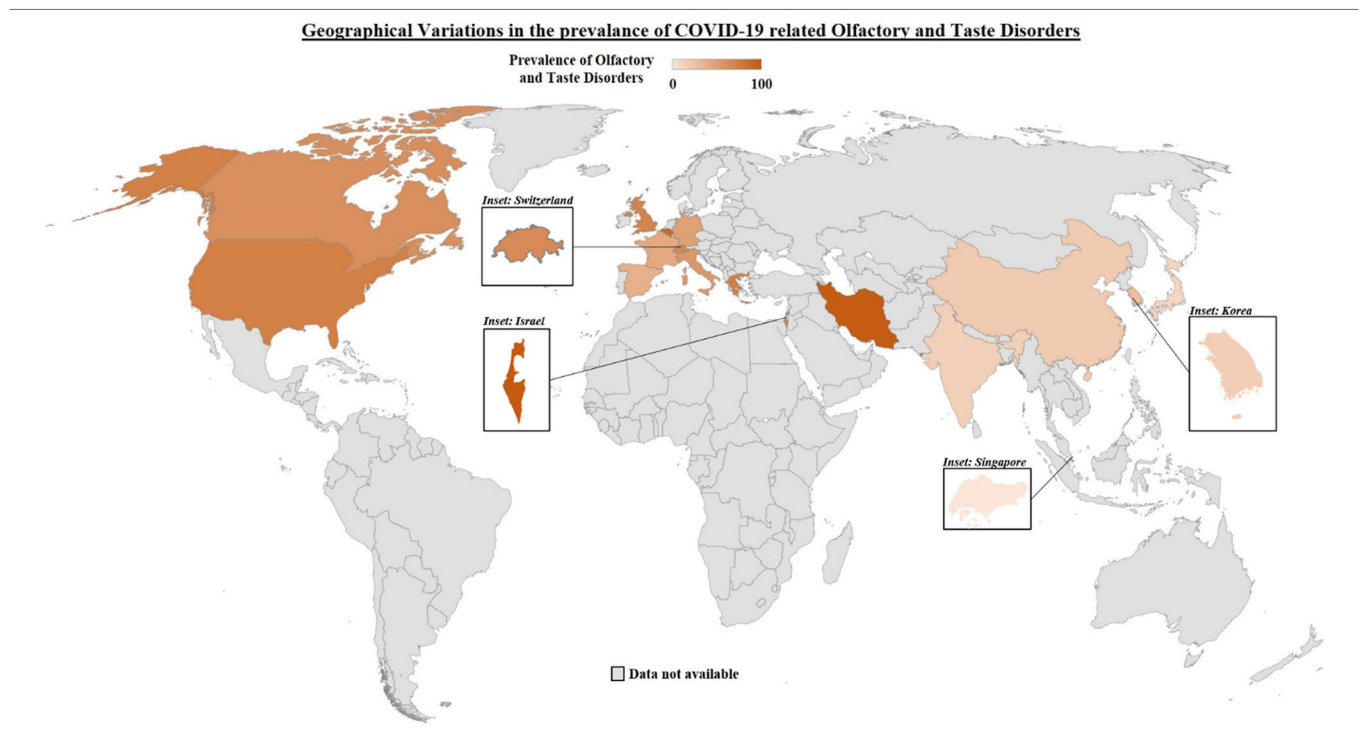 Geographical Variations in the prevalance of COVID-19 related Olfactory and Taste Disorders
Prevalence of Olfactory
and Taste Disorders
0
100
Inset: Switzerland
Inset: Israel
Inset: Korea
Inset: Singapore
Data not available